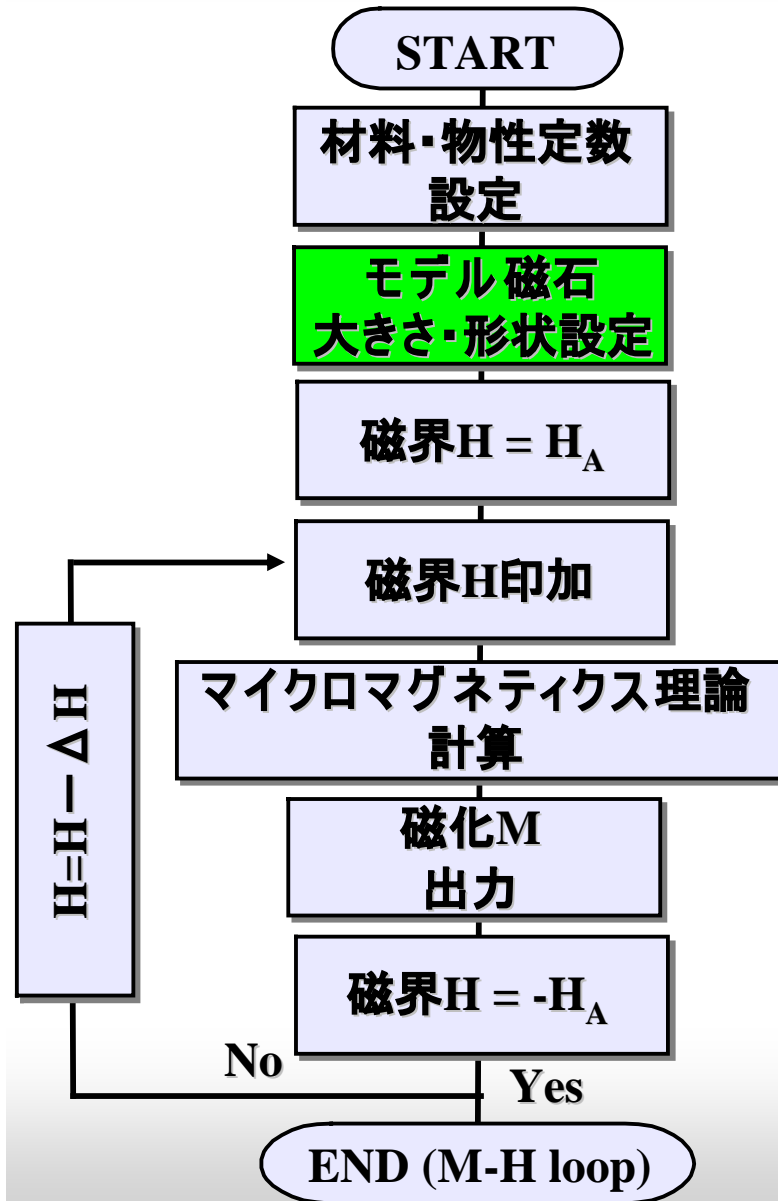 START
材料・物性定数
設定
モデル磁石
大きさ・形状設定
磁界H = H_A
磁界H印加
マイクロマグネティクス理論
計算
磁化M
出力
磁界H = -H_A
H=H－ΔH
No
Yes
END (M-H loop)